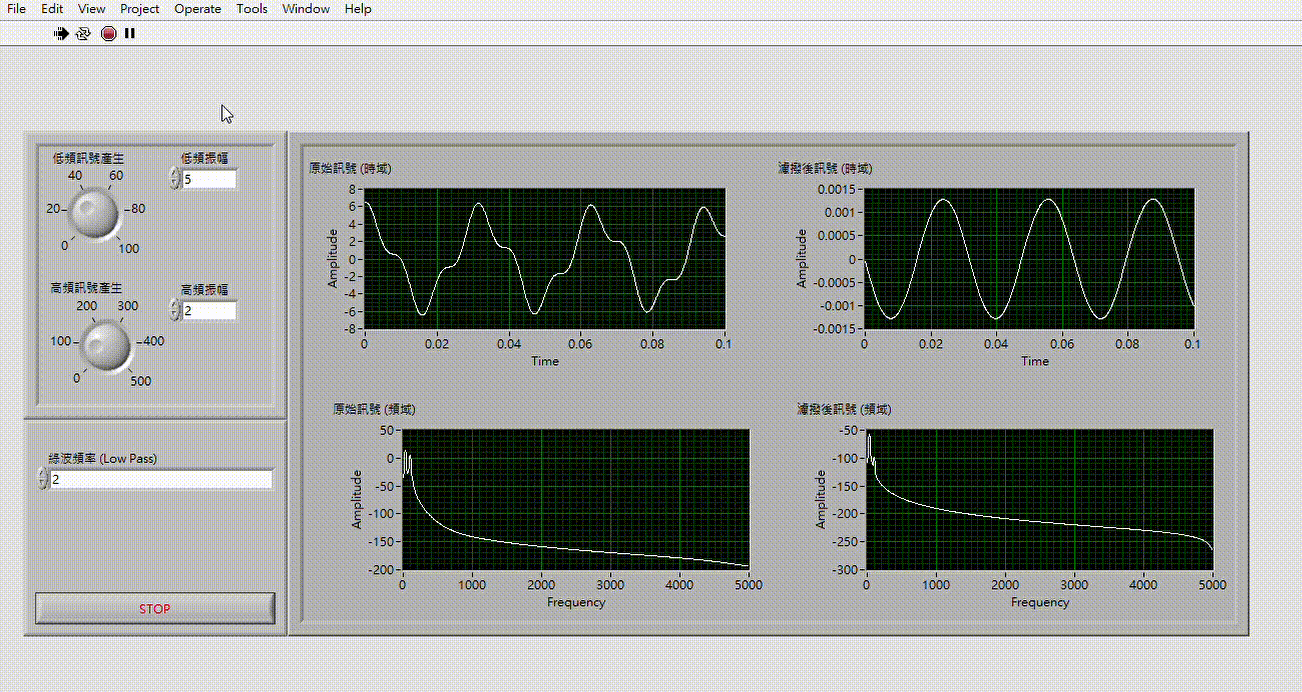 File Edit View Project Operate Tools Window Help
低頻訊號產生
40 60
20 80
0 100
低頻振幅
5
高頻訊號產生
200 300
100 400
0 500
高頻振幅
2
綠波頻率 (Low Pass)
2
STOP
原始訊號 (時域)
Amplitude
8
6
4
2
0
-2
-4
-6
-8
0 0.02 0.04 0.06 0.08 0.1
Time
濾撥後訊號 (時域)
Amplitude
0.0015
0.001
0.0005
0
-0.0005
-0.001
-0.0015
0 0.02 0.04 0.06 0.08 0.1
Time
原始訊號 (頻域)
Amplitude
50
0
-50
-100
-150
-200
0 1000 2000 3000 4000 5000
Frequency
濾撥後訊號 (頻域)
Amplitude
-50
-100
-150
-200
-250
-300
0 1000 2000 3000 4000 5000
Frequency